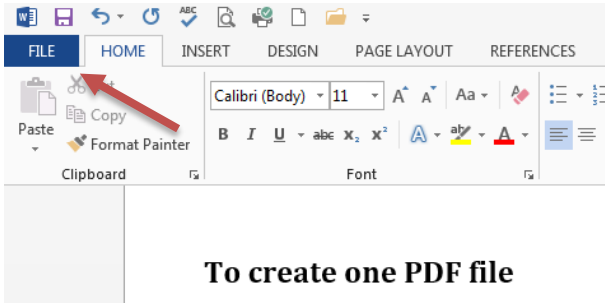 ABC
FILE HOME INSERT DESIGN PAGE LAYOUT REFERENCES
Calibri (Body) 11 A A Aa
Copy
Paste
Format Painter
B I U abc x₂ x² A ab A
Clipboard Font
To create one PDF file